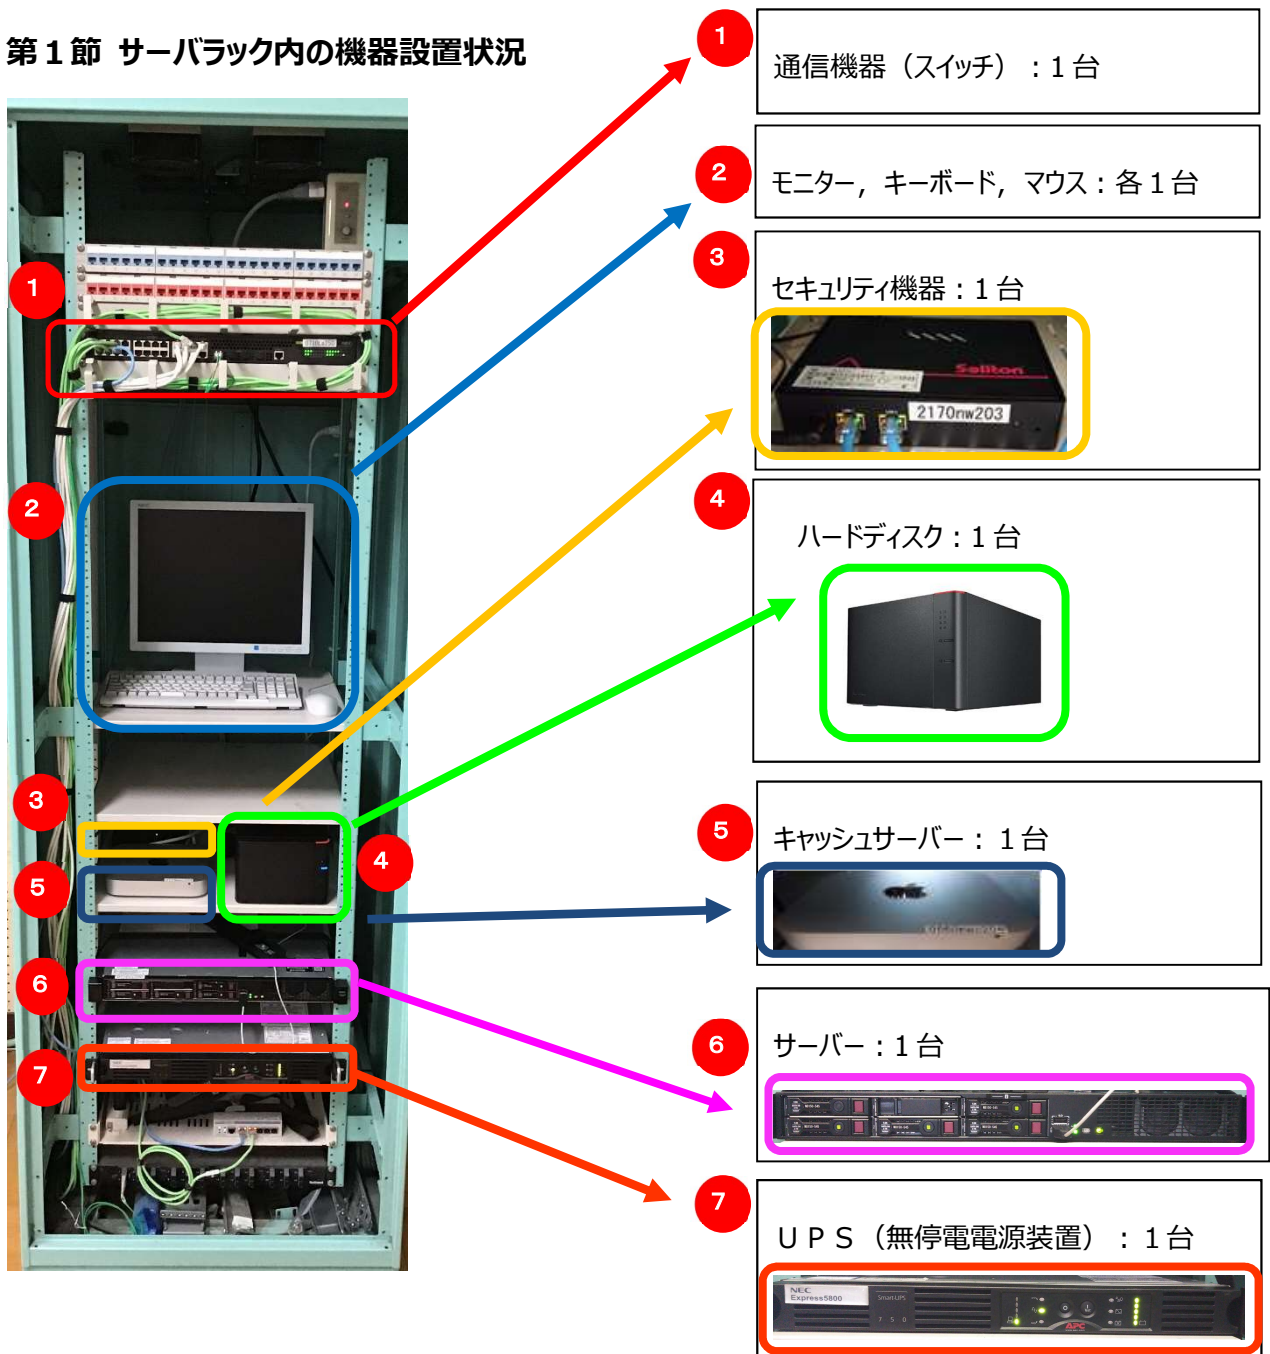 第１節 サーバラック内の機器設置状況
1
通信機器（スイッチ）：1台
2
モニター，キーボード，マウス：各1台
3
セキュリティ機器：1台
Soliton
2170nw203
4
ハードディスク：1台
5
キャッシュサーバー：1台
6
サーバー：1台
7
ＵＰＳ（無停電電源装置）：1台
NEC
Express5800
Smart-UPS
750
APC
1
2
3
4
5
6
7